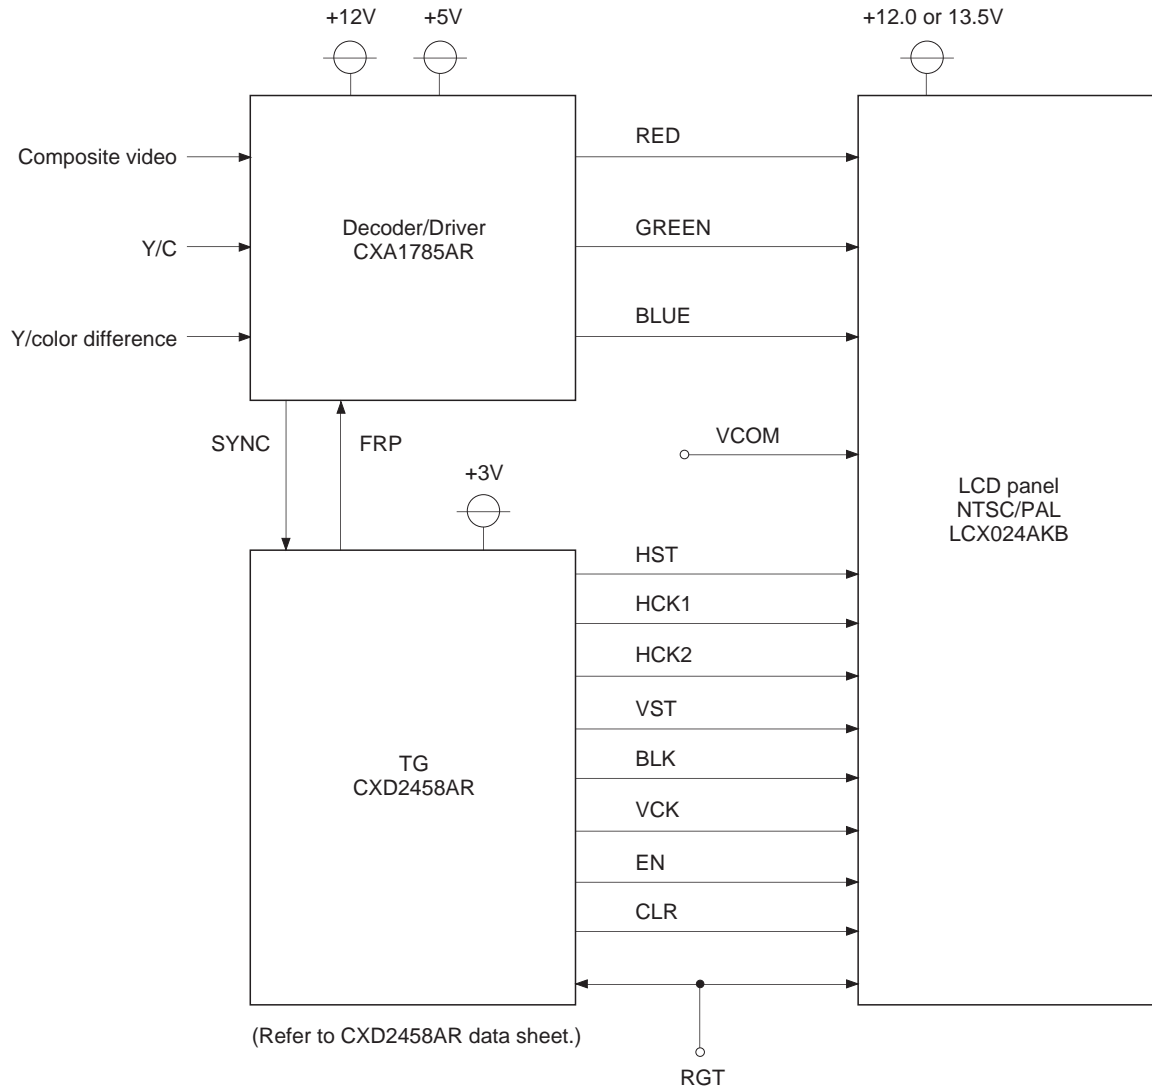 +12V
+5V
+12.0 or 13.5V
Composite video
Y/C
Y/color difference
Decoder/Driver
CXA1785AR
RED
GREEN
BLUE
SYNC
FRP
VCOM
+3V
LCD panel
NTSC/PAL
LCX024AKB
TG
CXD2458AR
HST
HCK1
HCK2
VST
BLK
VCK
EN
CLR
(Refer to CXD2458AR data sheet.)
RGT